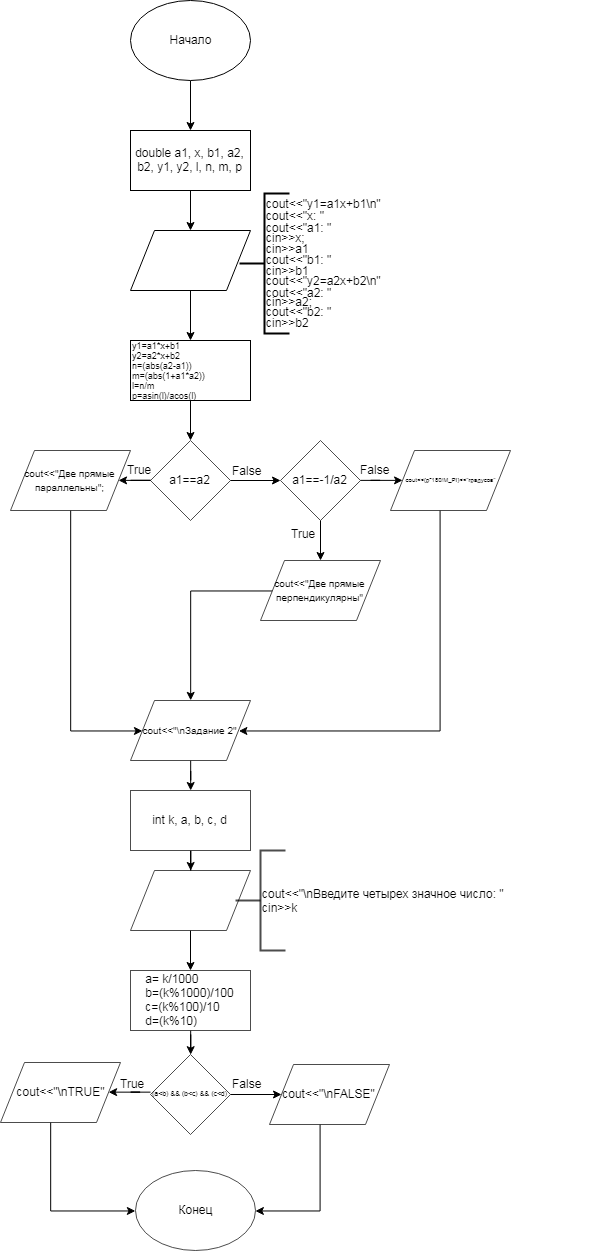 Начало
double a1, x, b1, a2,
b2, y1, y2, l, n, m, p
cout<<"y1=a1x+b1\n"
cout<<"x: "
cout<<"a1: "
cin>>x;
cin>>a1
cout<<"b1: "
cin>>b1
cout<<"y2=a2x+b2\n"
cout<<"a2: "
cin>>a2;
cout<<"b2: "
cin>>b2
y1=a1*x+b1
y2=a2*x+b2
n=(abs(a2-a1))
m=(abs(1+a1*a2))
l=n/m
p=asin(l)/acos(l)
cout<<"Две прямые
параллельны";
True
a1==a2
False
a1==-1/a2
False
cout<<(p*180/M_PI)<<"градусов"
True
cout<<"Две прямые
перпендикулярны"
cout<<"\nЗадание 2"
int k, a, b, c, d
cout<<"\nВведите четырех значное число: "
cin>>k
a= k/1000
b=(k%1000)/100
c=(k%100)/10
d=(k%10)
cout<<"\nTRUE"
True
(a<b) && (b<c) && (c<d)
False
cout<<"\nFALSE"
Конец